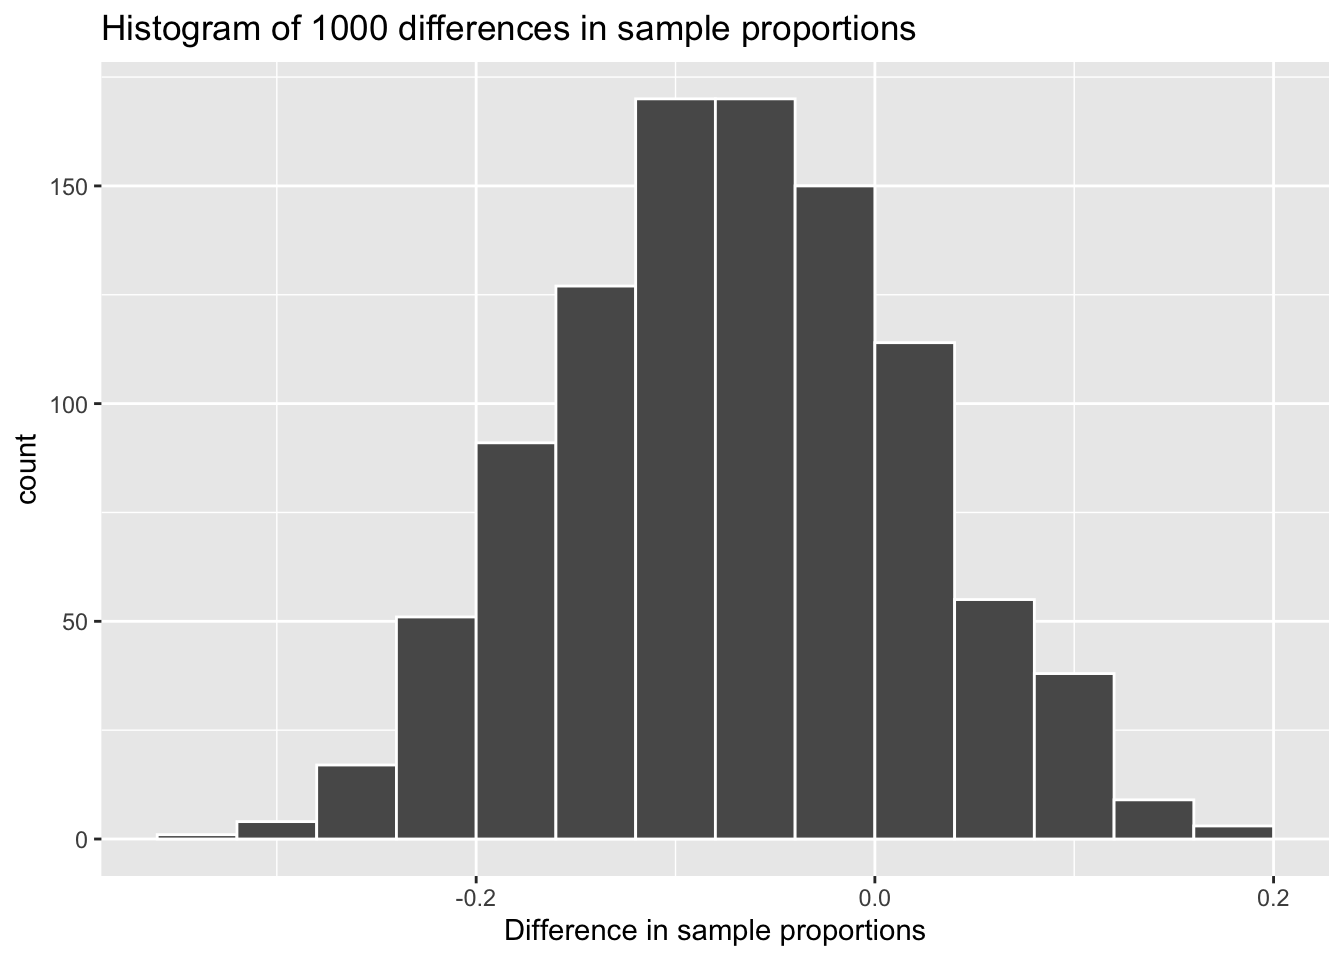 Histogram of 1000 differences in sample proportions
150
100
50
0
count
-0.2
0.0
0.2
Difference in sample proportions